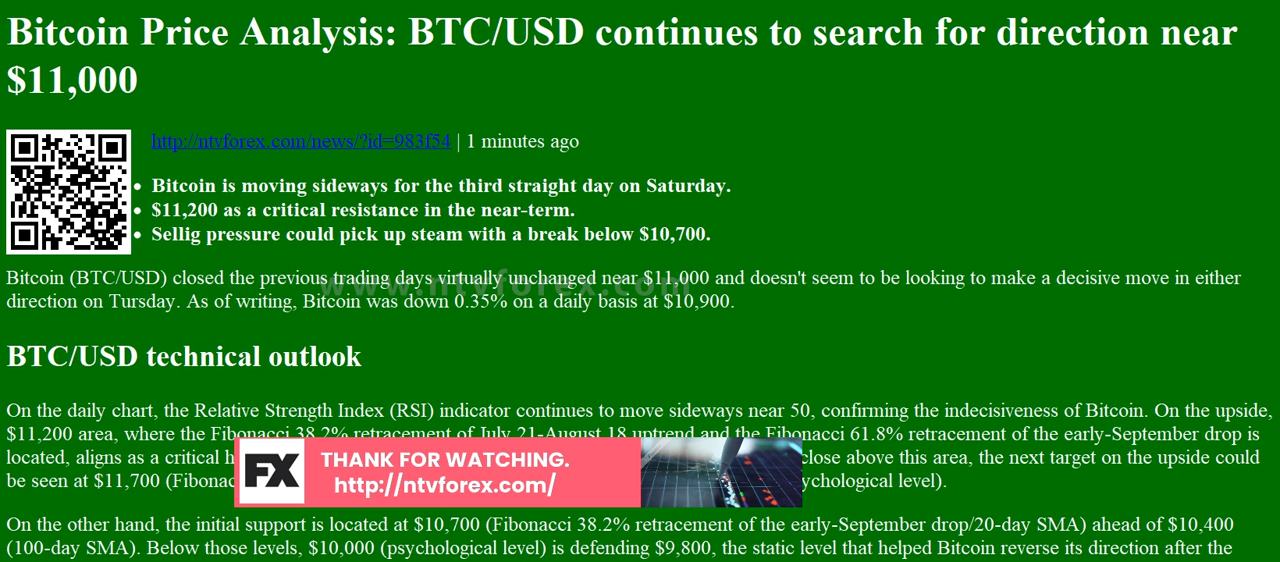 Bitcoin Price Analysis: BTC/USD continues to search for direction near
$11,000
http://ntvforex.com/news/?id=983f54 | 1 minutes ago
• Bitcoin is moving sideways for the third straight day on Saturday.
• $11,200 as a critical resistance in the near-term.
• Sellig pressure could pick up steam with a break below $10,700.
Bitcoin (BTC/USD) closed the previous trading days virtually unchanged near $11,000 and doesn't seem to be looking to make a decisive move in either
www.ntvforex.com
direction on Tursday. As of writing, Bitcoin was down 0.35% on a daily basis at $10,900.
BTC/USD technical outlook
On the daily chart, the Relative Strength Index (RSI) indicator continues to move sideways near 50, confirming the indecisiveness of Bitcoin. On the upside,
$11,200 area, where the Fibonacci 38.2% retracement of July 21-August 18 uptrend and the Fibonacci 61.8% retracement of the early-September drop is
located, aligns as a critical close above this area, the next target on the upside could
be seen at $11,700 level).
FX
THANK FOR WATCHING.
http://ntvforex.com/
On the other hand, the initial support is located at $10,700 (Fibonacci 38.2% retracement of the early-September drop/20-day SMA) ahead of $10,400
(100-day SMA). Below those levels, $10,000 (psychological level) is defending $9,800, the static level that helped Bitcoin reverse its direction after the